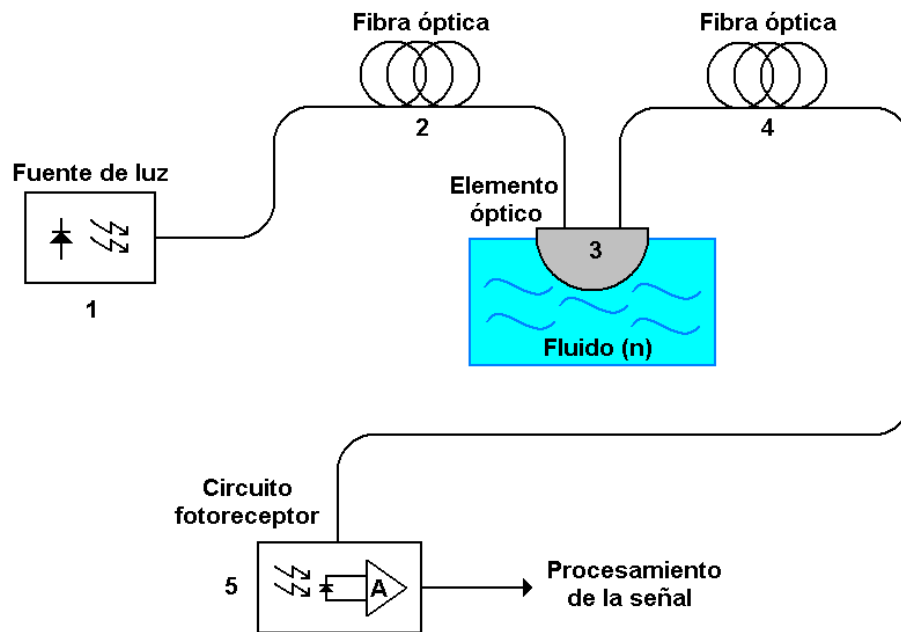 Fibra óptica
2
Fibra óptica
4
Fuente de luz
1
Elemento
óptico
3
Fluido (n)
Circuito
fotoreceptor
5
A
Procesamiento
de la señal